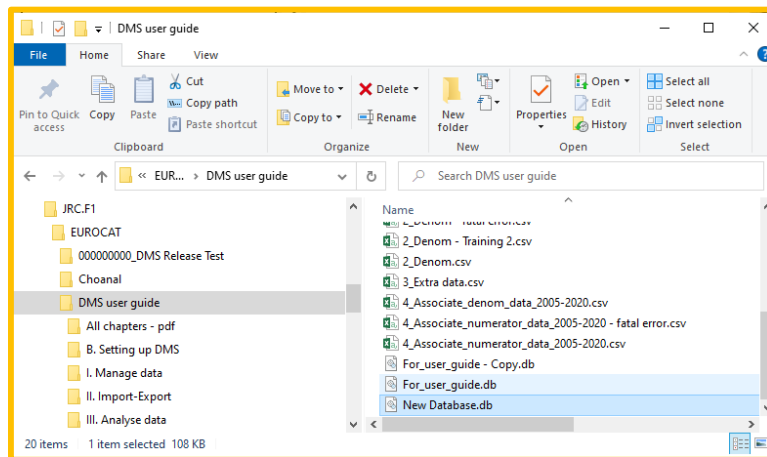 DMS user guide
File Home Share View
Pin to Quick access
Copy
Paste
Cut
Copy path
Paste shortcut
Clipboard
Move to
Copy to
Delete
Rename
Organize
New folder
New
Properties
Open
Edit
History
Open
Select all
Select none
Invert selection
Select
« EUR... > DMS user guide
Search DMS user guide
JRC.F1
EUROCAT
000000000_DMS Release Test
Choanal
DMS user guide
All chapters - pdf
B. Setting up DMS
I. Manage data
II. Import-Export
III. Analyse data
Name
2_Denom - fatal error.csv
2_Denom - Training 2.csv
2_Denom.csv
3_Extra data.csv
4_Associate_denom_data_2005-2020.csv
4_Associate_numerator_data_2005-2020 - fatal error.csv
4_Associate_numerator_data_2005-2020.csv
For_user_guide - Copy.db
For_user_guide.db
New Database.db
20 items 1 item selected 108 KB